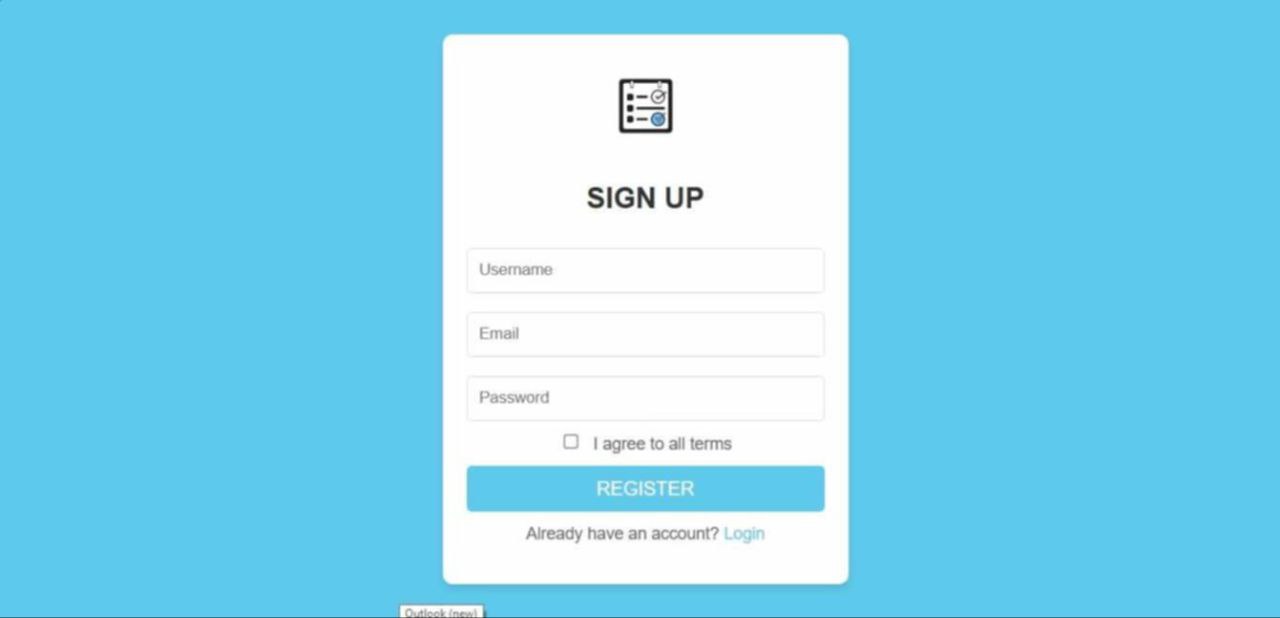 SIGN UP
Username
Email
Password
I agree to all terms
REGISTER
Already have an account? Login
Outlook (new)